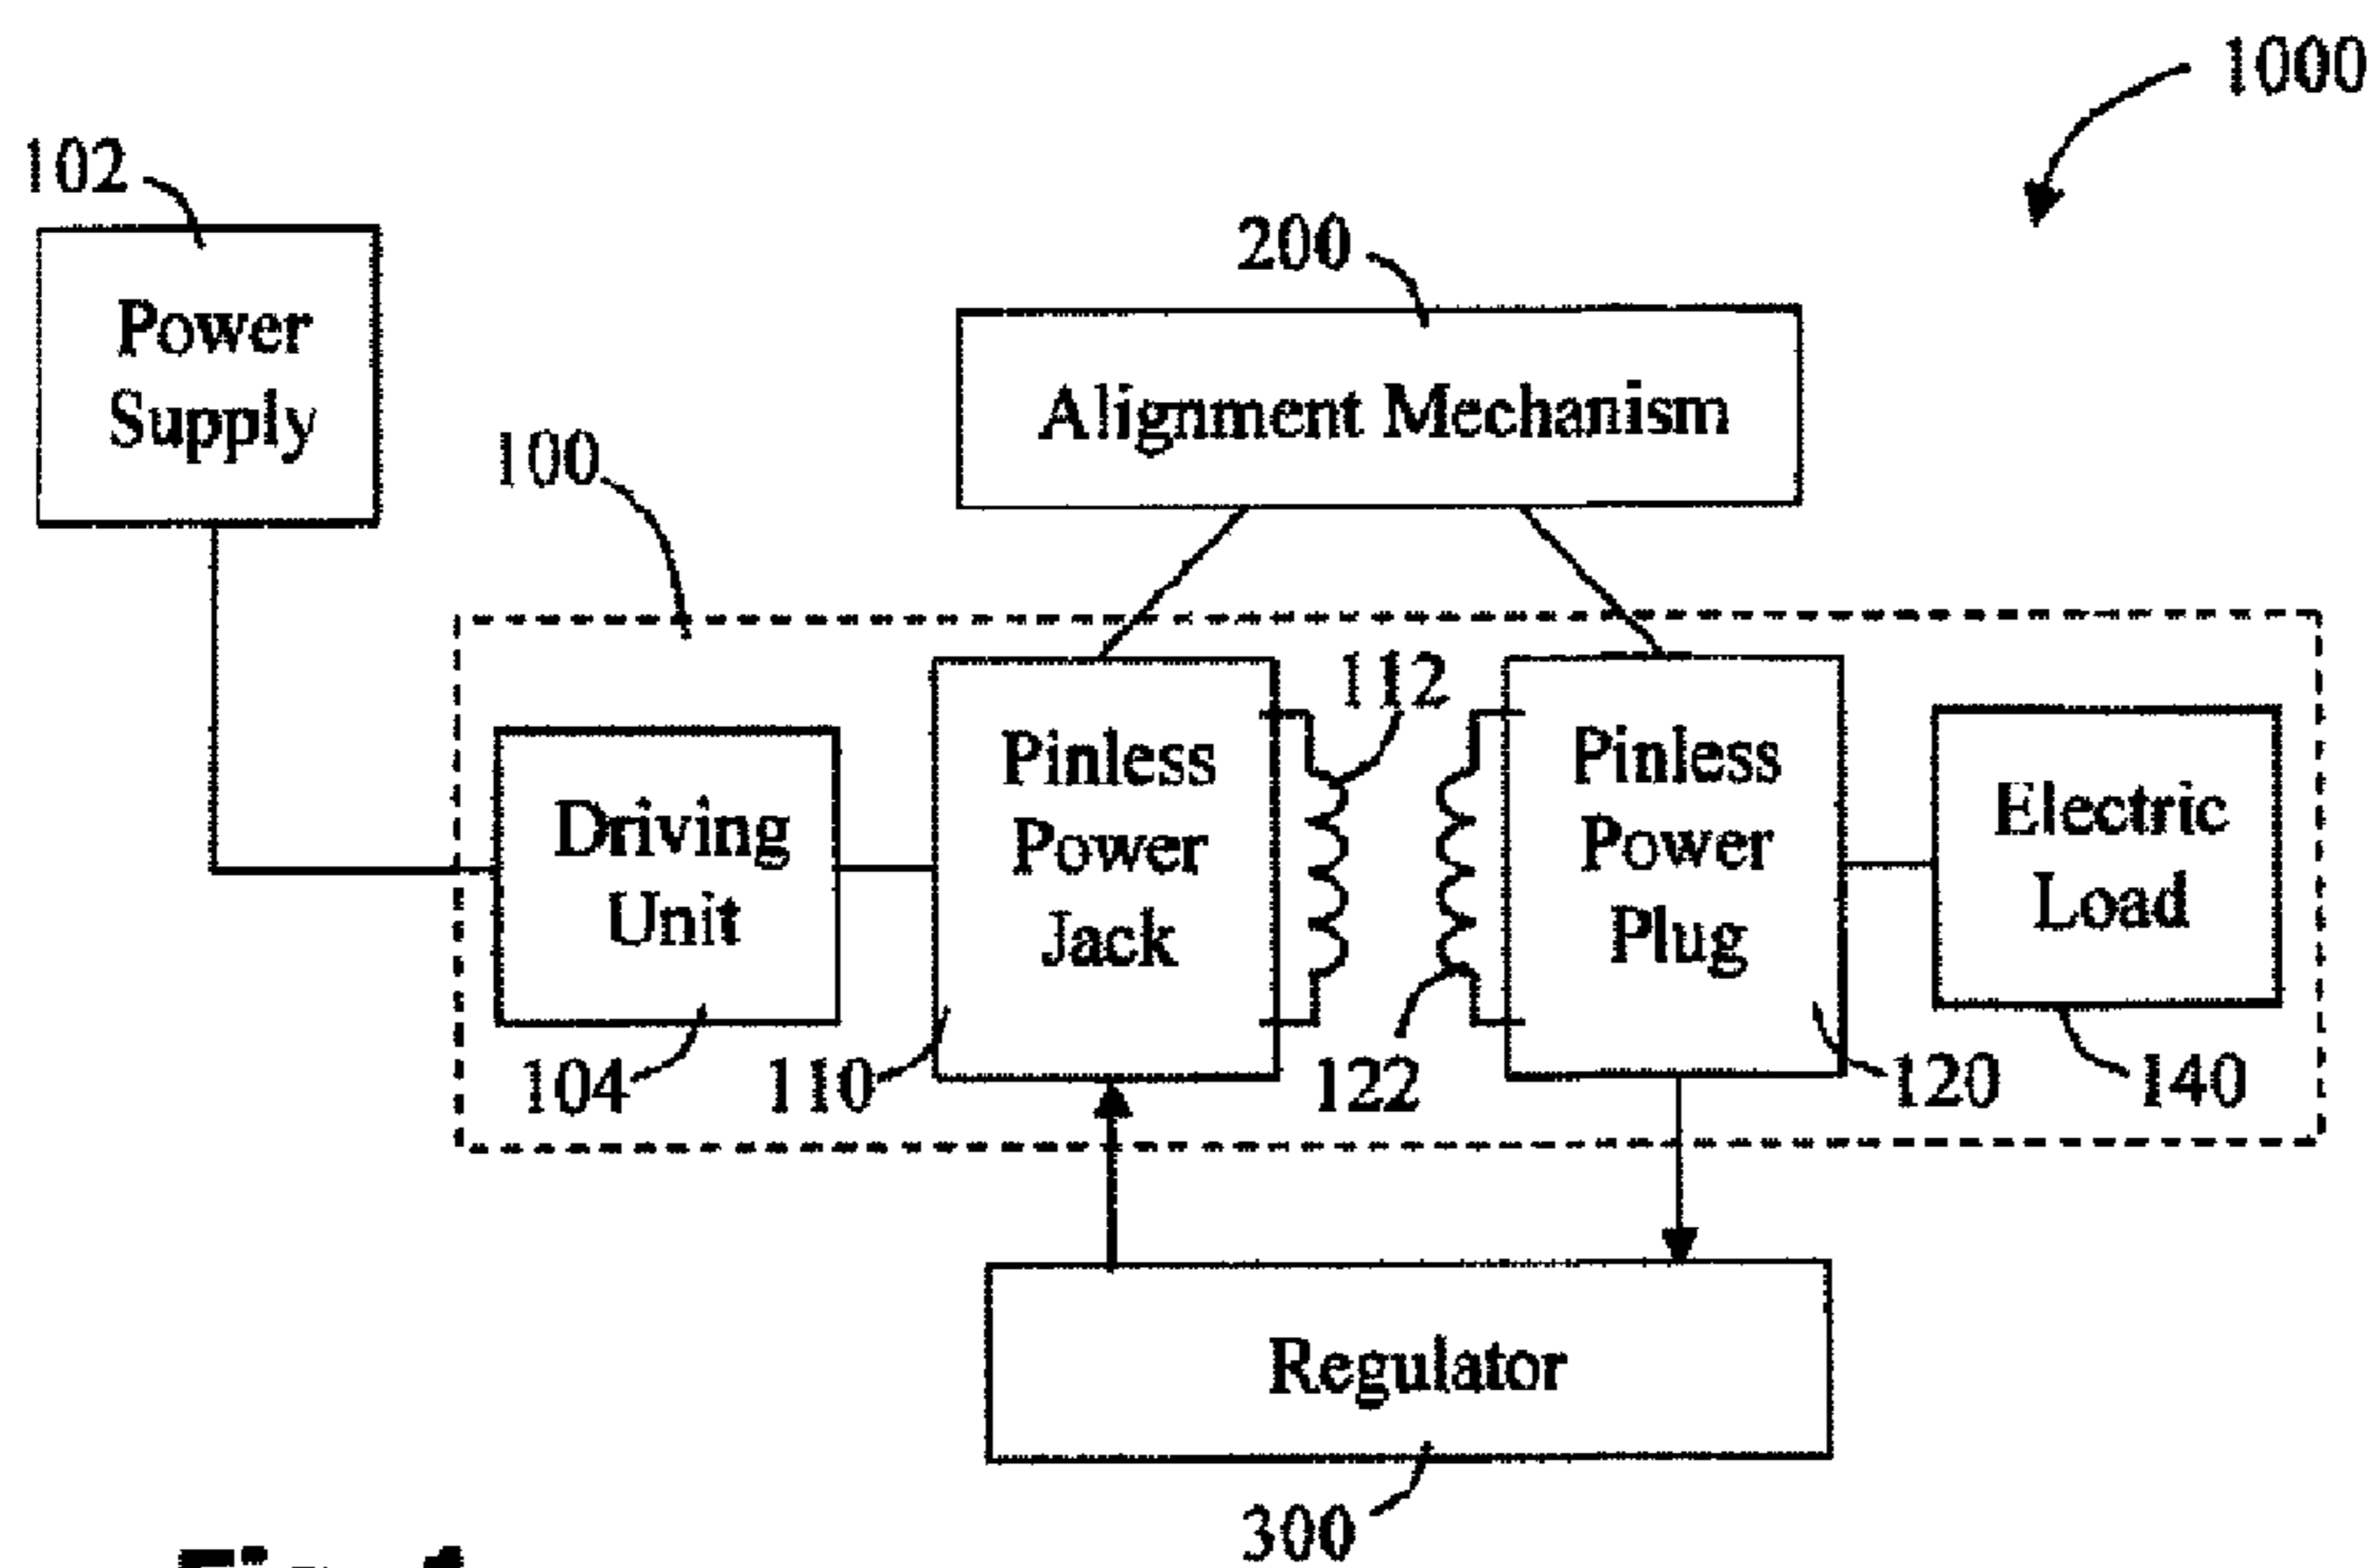 1000
102
200
Power
Supply
Alignment Mechanism
100
112
Pinless
Power
Jack
Pinless
Power
Plug
Electric
Load
Driving
Unit
104
110
122
120
140
Regulator
300